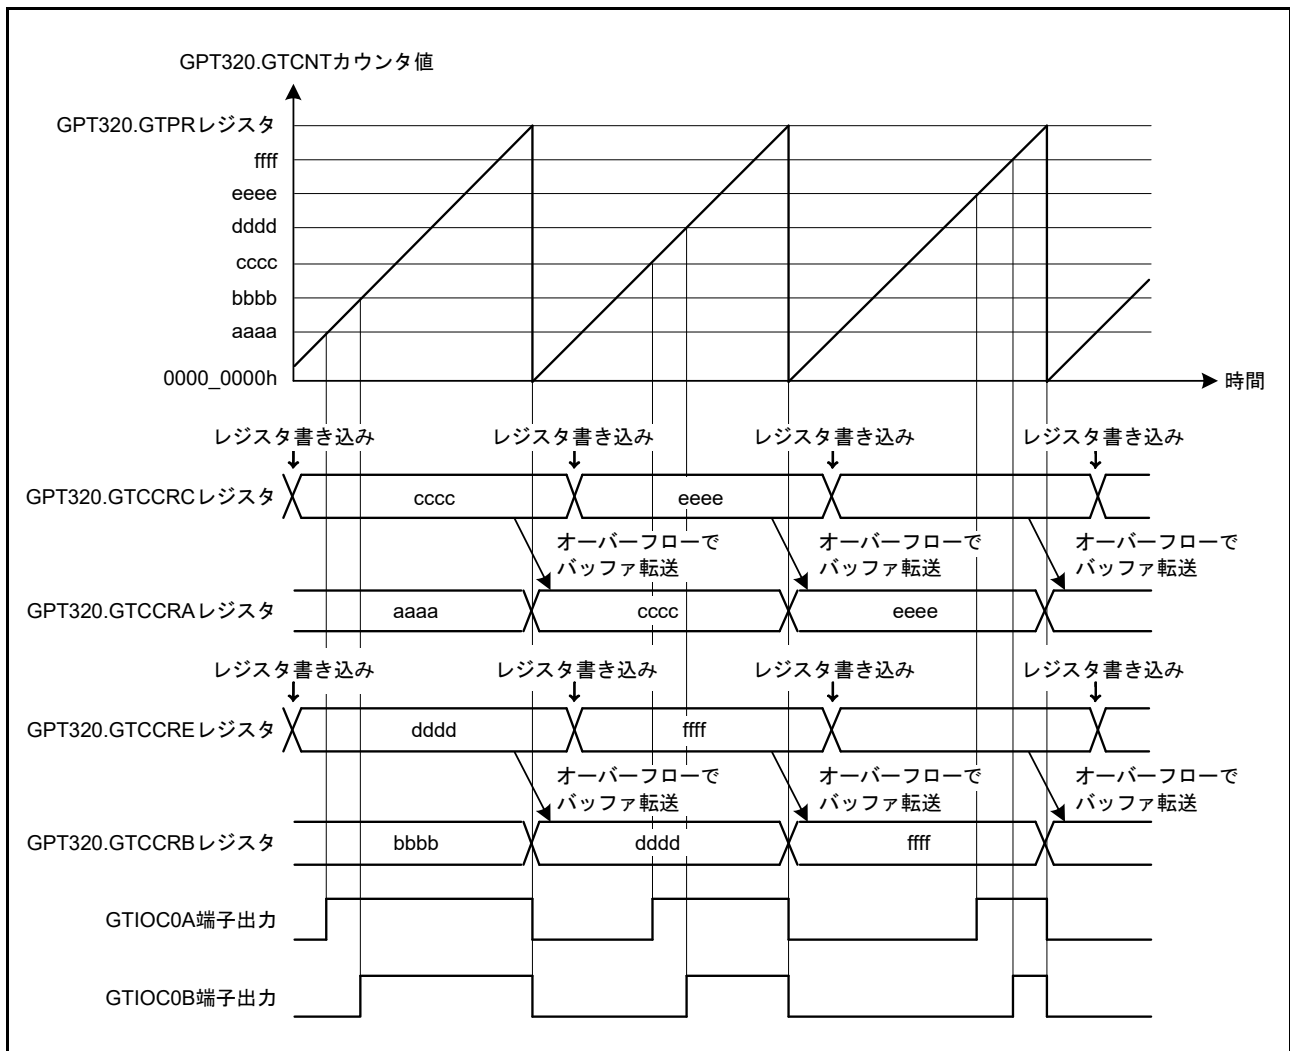 GPT320.GTCNTカウンタ値
GPT320.GTPRレジスタ
ffff
eeee
dddd
cccc
bbbb
aaaa
0000_0000h
時間
レジスタ書き込み レジスタ書き込み レジスタ書き込み レジスタ書き込み
GPT320.GTCCRCレジスタ cccc eeee
オーバーフローで オーバーフローで オーバーフローで
バッファ転送 バッファ転送 バッファ転送
GPT320.GTCCRAレジスタ aaaa cccc eeee
レジスタ書き込み レジスタ書き込み レジスタ書き込み レジスタ書き込み
GPT320.GTCCREレジスタ dddd ffff
オーバーフローで オーバーフローで オーバーフローで
バッファ転送 バッファ転送 バッファ転送
GPT320.GTCCRBレジスタ bbbb dddd ffff
GTIOC0A端子出力
GTIOC0B端子出力